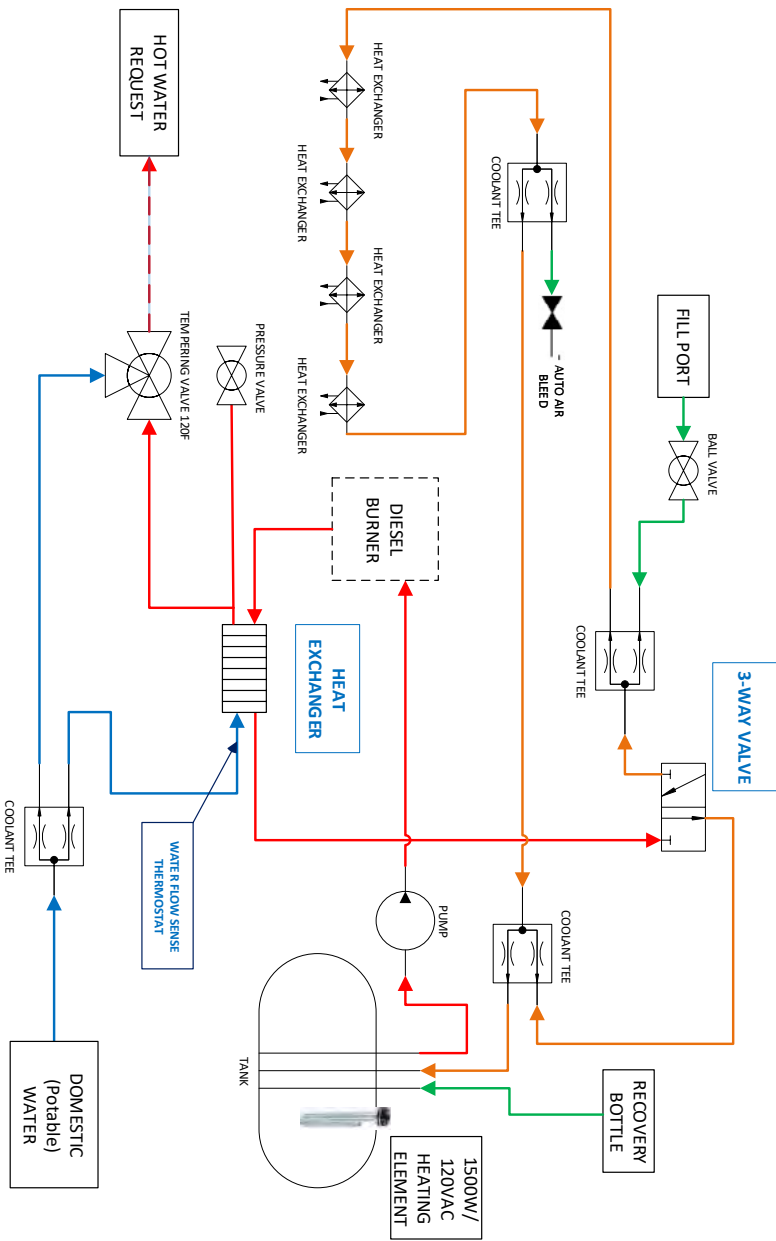 HOT WATER
REQUEST
HEAT EXCHANGER
HEAT EXCHANGER
HEAT EXCHANGER
HEAT EXCHANGER
COOLANT TEE
- AUTO AIR
BLEED
FILL PORT
BALL VALVE
COOLANT TEE
3-WAY VALVE
TEMPERING VALVE 120F
PRESSURE VALVE
DIESEL
BURNER
HEAT
EXCHANGER
WATER FLOW SENSE
THERMOSTAT
COOLANT TEE
DOMESTIC
(Potable)
WATER
PUMP
TANK
COOLANT TEE
RECOVERY
BOTTLE
1500W/
120VAC
HEATING
ELEMENT